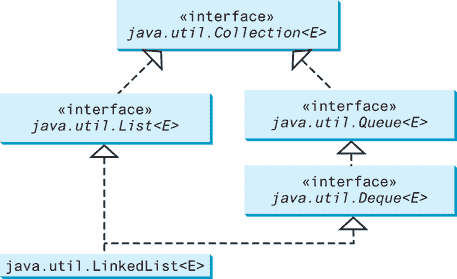 «interface»
java.util.Collection<E>
«interface»
java.util.List<E>
«interface»
java.util.Queue<E>
«interface»
java.util.Deque<E>
java.util.LinkedList<E>